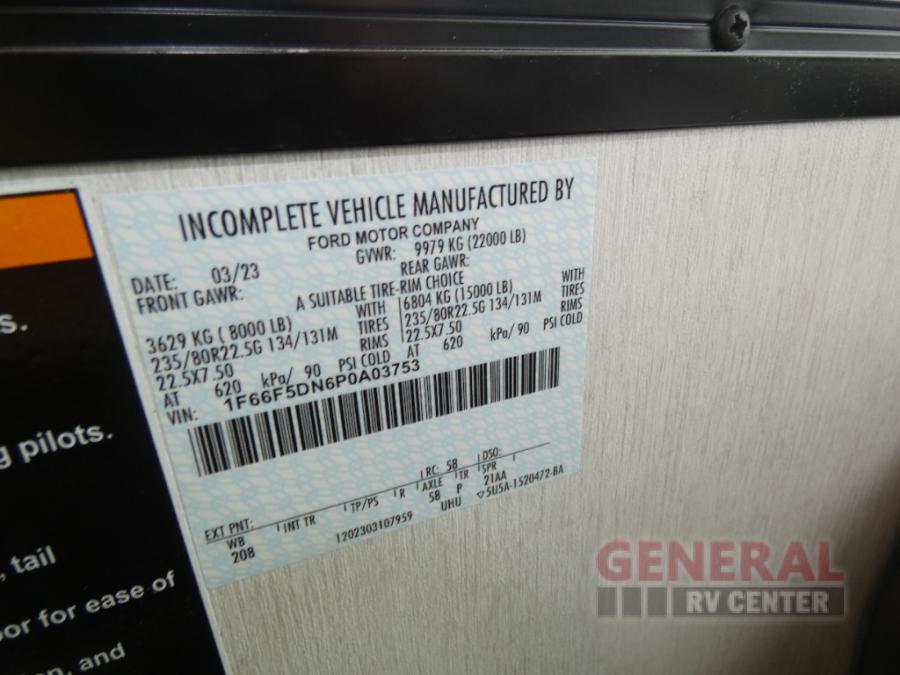 INCOMPLETE VEHICLE MANUFACTURED BY
FORD MOTOR COMPANY
DATE: 03/23 GVWR: 9979 KG (22000 LB)
FRONT GAWR: REAR GAWR:
A SUITABLE TIRE-RIM CHOICE
3629 KG ( 8000 LB) WITH 6804 KG (15000 LB) WITH
235/80R22.5G 134/131M TIRES 235/80R22.5G 134/131M TIRES
22.5X7.50 RIMS 22.5X7.50 RIMS
AT 620 kPa/ 90 PSI COLD AT 620 kPa/ 90 PSI COLD
VIN: 1F66F5DN6P0A03753
EXT PNT: RC: 58 DSO:
WB INT TR TP/PS R AXLE TR SPR
208 58 P 21AA
1202303107959 UHU ▽5U5A-1520472-BA
s.
g pilots.
, tail
or for ease of
, and
GENERAL
RV CENTER